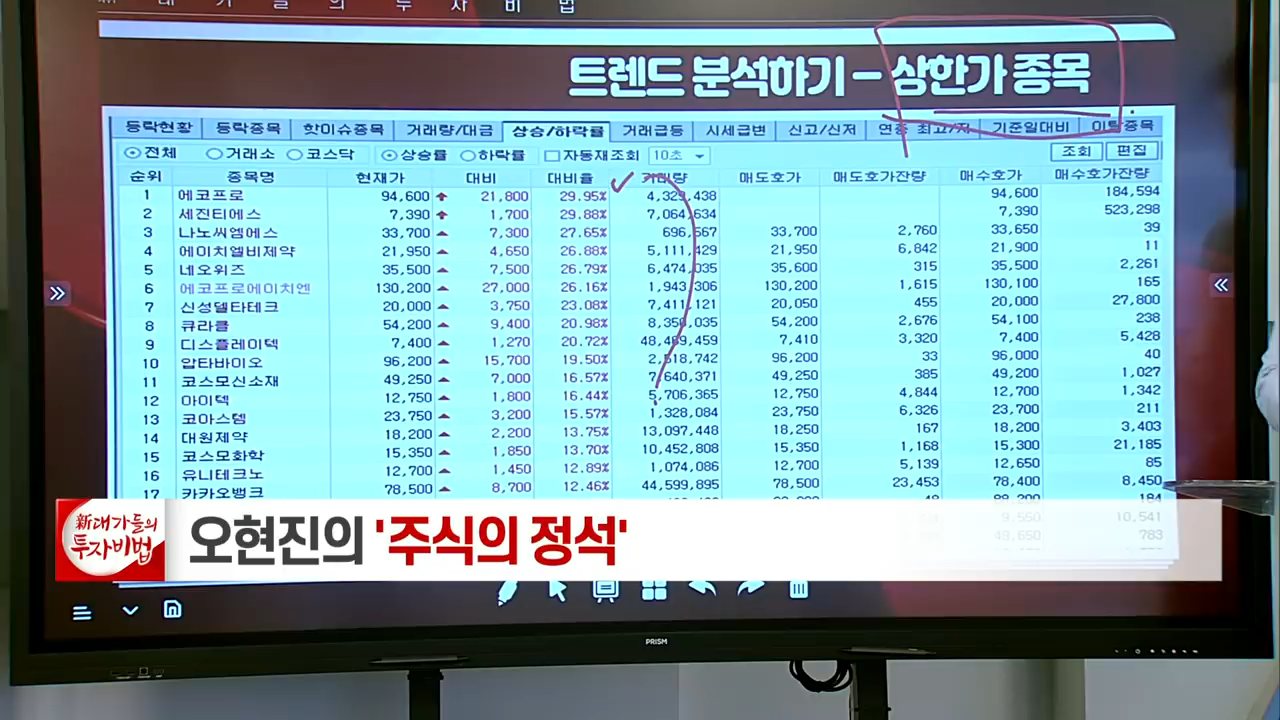 新 대 가 들 의 투 자 비 법
트렌드 분석하기 - 상한가 종목
등락현황 등락종목 핫이슈종목 거래량/대금 상승/하락률 거래급등 시세급변 신고/신저 연중 최고/저 기준일대비 이탈종목
전체 거래소 코스닥 상승률 하락률 자동재조회 10초 조회 편집
순위 종목명 현재가 대비 대비율 거래량 매도호가 매도호가잔량 매수호가 매수호가잔량
1 에코프로 94,600 21,800 29.95% 4,329,438 94,600 184,594
2 세진티에스 7,390 1,700 29.88% 7,064,634 7,390 523,298
3 나노씨엠에스 33,700 7,300 27.65% 696,567 33,700 2,760 33,650 39
4 에이치엘비제약 21,950 4,650 26.88% 5,111,429 21,950 6,842 21,900 11
5 네오위즈 35,500 7,500 26.79% 6,474,035 35,600 315 35,500 2,261
6 에코프로에이치엔 130,200 27,000 26.16% 1,943,306 130,200 1,615 130,100 165
7 신성델타테크 20,000 3,750 23.08% 7,411,121 20,050 455 20,000 27,800
8 큐라클 54,200 9,400 20.98% 8,350,035 54,200 2,676 54,100 238
9 디스플레이텍 7,400 1,270 20.72% 48,469,459 7,410 3,320 7,400 5,428
10 압타바이오 96,200 15,700 19.50% 2,618,742 96,200 33 96,000 40
11 코스모신소재 49,250 7,000 16.57% 7,640,371 49,250 385 49,200 1,027
12 아이텍 12,750 1,800 16.44% 5,706,365 12,750 4,844 12,700 1,342
13 코아스템 23,750 3,200 15.57% 1,328,084 23,750 6,326 23,700 211
14 대원제약 18,200 2,200 13.75% 13,097,448 18,250 167 18,200 3,403
15 코스모화학 15,350 1,850 13.70% 10,452,808 15,350 1,168 15,300 21,185
16 유니테크노 12,700 1,450 12.89% 1,074,086 12,700 5,139 12,650 85
17 카카오뱅크 78,500 8,700 12.46% 44,599,895 78,500 23,453 78,400 8,450
184
9,550 10,541
49,650 783
新대가들의
투자비법
오현진의 '주식의 정석'
PRISM